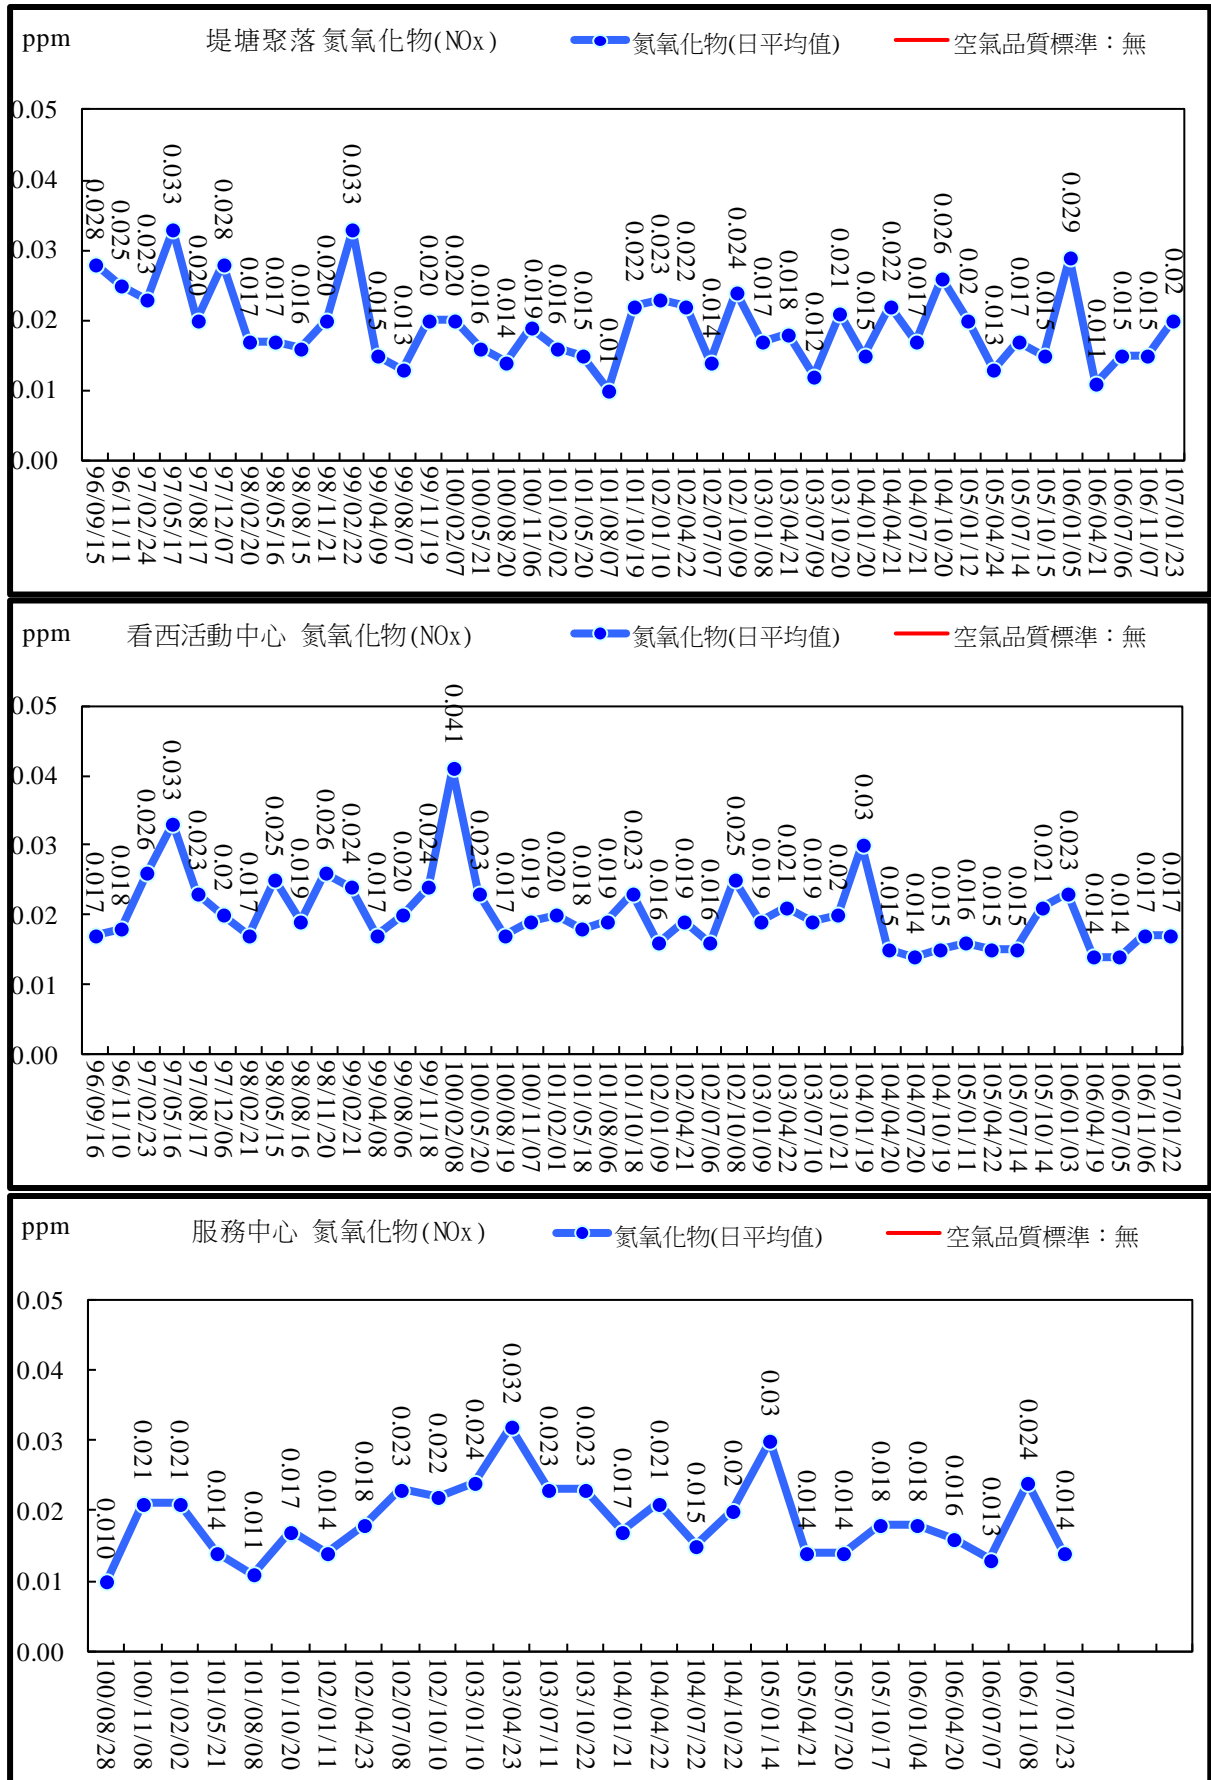 ppm 堤塘聚落 氮氧化物(NOx) 氮氧化物(日平均值) 空氣品質標準：無
0.05
0.04
0.03
0.02
0.01
0.00
0.028 0.025 0.023 0.033 0.020 0.028 0.017 0.017 0.016 0.020 0.033 0.015 0.013 0.020 0.020 0.016 0.014 0.019 0.016 0.015 0.01 0.022 0.023 0.022 0.014 0.024 0.017 0.018 0.012 0.021 0.015 0.022 0.017 0.026 0.02 0.013 0.017 0.015 0.029 0.011 0.015 0.015 0.02
96/09/15 96/11/11 97/02/24 97/05/17 97/08/17 97/12/07 98/02/20 98/05/16 98/08/15 98/11/21 99/02/22 99/04/09 99/08/07 99/11/19 100/02/07 100/05/21 100/08/20 100/11/06 101/02/02 101/05/20 101/08/07 101/10/19 102/01/10 102/04/22 102/07/07 102/10/09 103/01/08 103/04/21 103/07/09 103/10/20 104/01/20 104/04/21 104/07/21 104/10/20 105/01/12 105/04/24 105/07/14 105/10/15 106/01/05 106/04/21 106/07/06 106/11/07 107/01/23
ppm 看西活動中心 氮氧化物(NOx) 氮氧化物(日平均值) 空氣品質標準：無
0.05
0.04
0.03
0.02
0.01
0.00
0.017 0.018 0.026 0.033 0.023 0.02 0.017 0.025 0.019 0.026 0.024 0.017 0.020 0.024 0.041 0.023 0.017 0.019 0.020 0.018 0.019 0.023 0.016 0.019 0.016 0.025 0.019 0.021 0.019 0.02 0.03 0.015 0.014 0.015 0.016 0.015 0.015 0.021 0.023 0.014 0.014 0.017 0.017
96/09/16 96/11/10 97/02/23 97/05/16 97/08/17 97/12/06 98/02/21 98/05/15 98/08/16 98/11/20 99/02/21 99/04/08 99/08/06 99/11/18 100/02/08 100/05/20 100/08/19 100/11/07 101/02/01 101/05/18 101/08/06 101/10/18 102/01/09 102/04/21 102/07/06 102/10/08 103/01/09 103/04/22 103/07/10 103/10/21 104/01/19 104/04/20 104/07/20 104/10/19 105/01/11 105/04/22 105/07/14 105/10/14 106/01/03 106/04/19 106/07/05 106/11/06 107/01/22
ppm 服務中心 氮氧化物(NOx) 氮氧化物(日平均值) 空氣品質標準：無
0.05
0.04
0.03
0.02
0.01
0.00
0.010 0.021 0.021 0.014 0.011 0.017 0.014 0.018 0.023 0.022 0.024 0.032 0.023 0.023 0.017 0.021 0.015 0.02 0.03 0.014 0.014 0.018 0.018 0.016 0.013 0.024 0.014
100/08/28 100/11/08 101/02/02 101/05/21 101/08/08 101/10/20 102/01/11 102/04/23 102/07/08 102/10/10 103/01/10 103/04/23 103/07/11 103/10/22 104/01/21 104/04/22 104/07/22 104/10/22 105/01/14 105/04/21 105/07/20 105/10/17 106/01/04 106/04/20 106/07/07 106/11/08 107/01/23